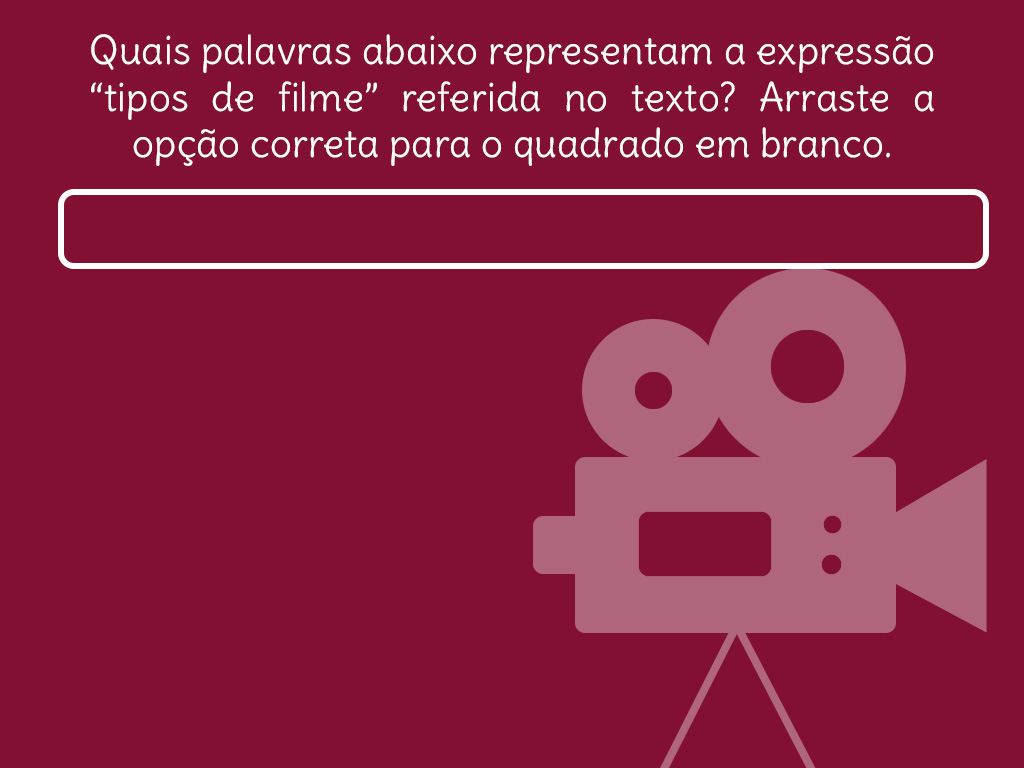 Quais palavras abaixo representam a expressão
“tipos de filme” referida no texto? Arraste a
opção correta para o quadrado em branco.